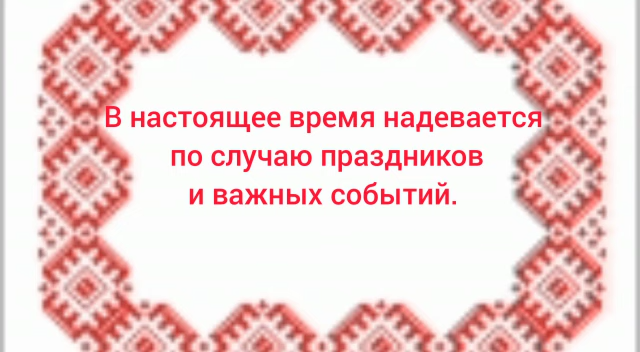 В настоящее время надевается
по случаю праздников
и важных событий.